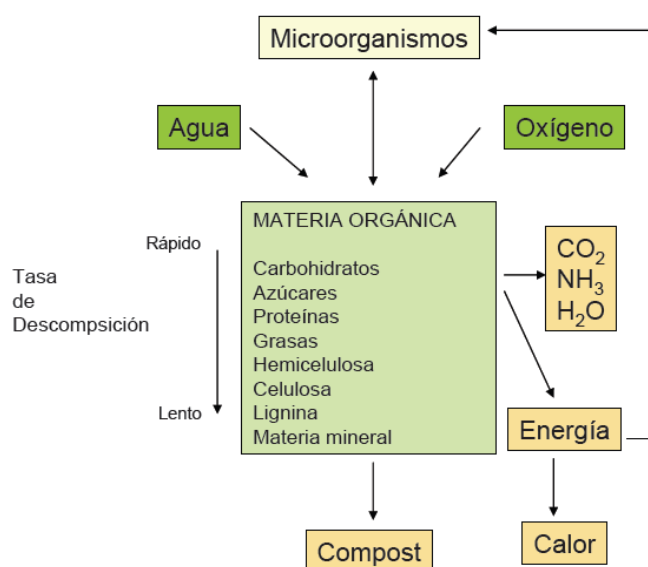 Microorganismos
Agua
Oxígeno
MATERIA ORGÁNICA
Rápido
Carbohidratos
Azúcares
Proteínas
Grasas
Hemicelulosa
Celulosa
Lignina
Materia mineral
Tasa
de
Descompsición
Lento
CO₂
NH₃
H₂O
Energía
Compost
Calor